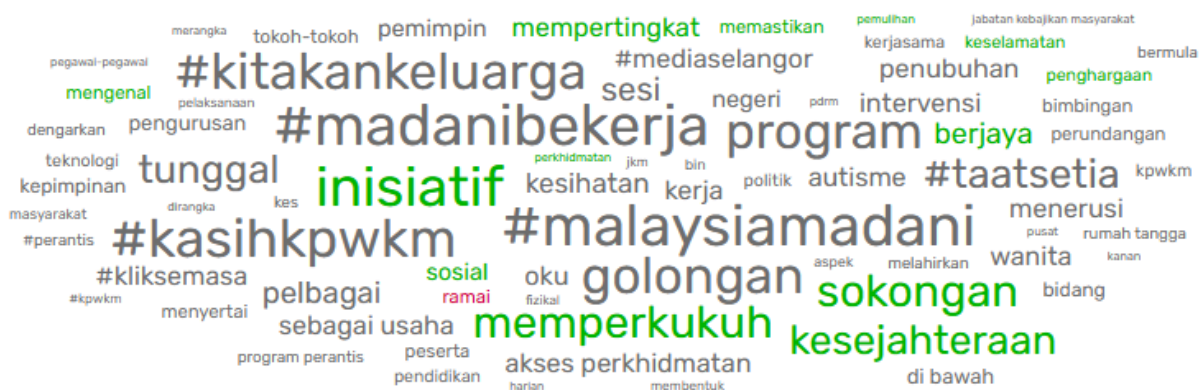 merangka tokoh-tokoh pemimpin mempertingkat memastikan pemulihan jabatan kebajikan masyarakat
pegawai-pegawai #kitakankeluarga #mediaselangor kerjasama keselamatan bermula
mengenal sesi penubuhan penghargaan
pelaksanaan negeri pdrm intervensi bimbingan
dengarkan pengurusan #madanibekerja program berjaya perundangan
teknologi tunggal perkhidmatan jkm bin #taatsetia kpwkm
kepimpinan inisiatif kesihatan kerja politik autisme
masyarakat dirangka kes menerusi
#perantis #kasihkpwkm #malaysiamadani pusat rumah tangga
#kliksemasa sosial oku golongan aspek melahirkan wanita kanan
#kpwkm pelbagai ramai fizikal sokongan bidang
menyertai sebagai usaha memperkukuh kesejahteraan
program perantis peserta akses perkhidmatan
pendidikan harian membentuk di bawah